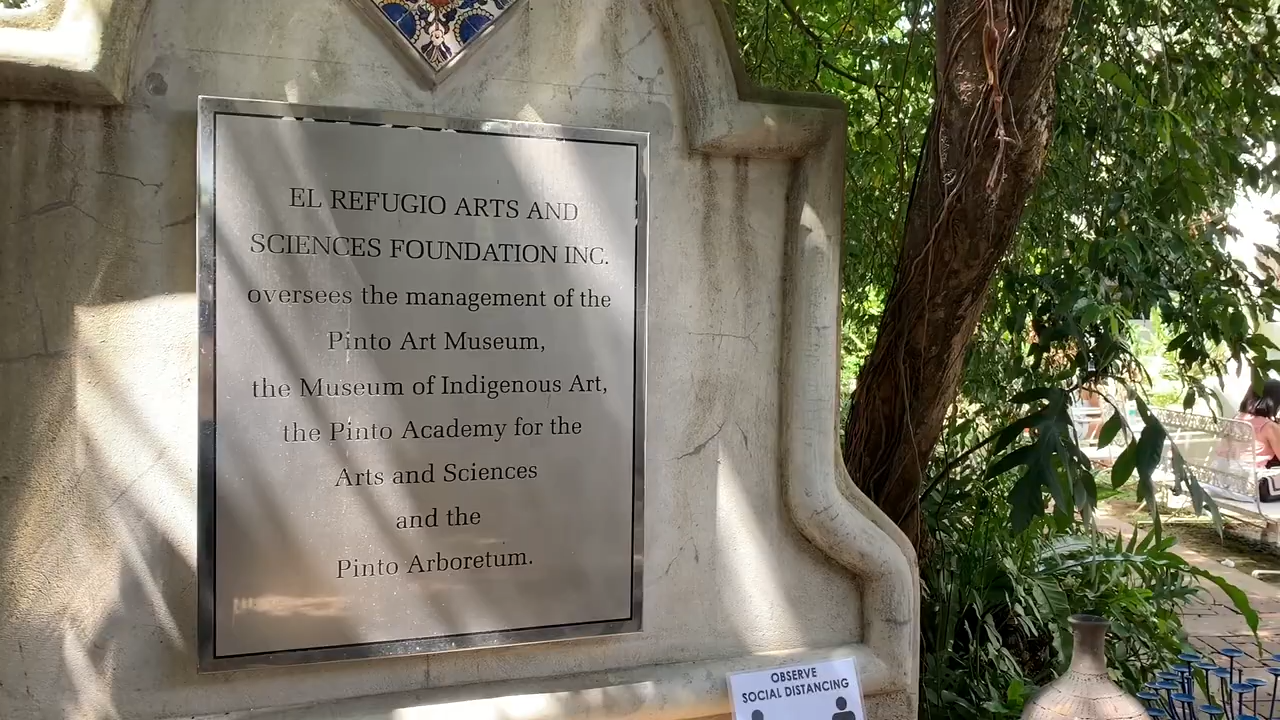 EL REFUGIO ARTS AND
SCIENCES FOUNDATION INC.
oversees the management of the
Pinto Art Museum,
the Museum of Indigenous Art,
the Pinto Academy for the
Arts and Sciences
and the
Pinto Arboretum.
OBSERVE
SOCIAL DISTANCING